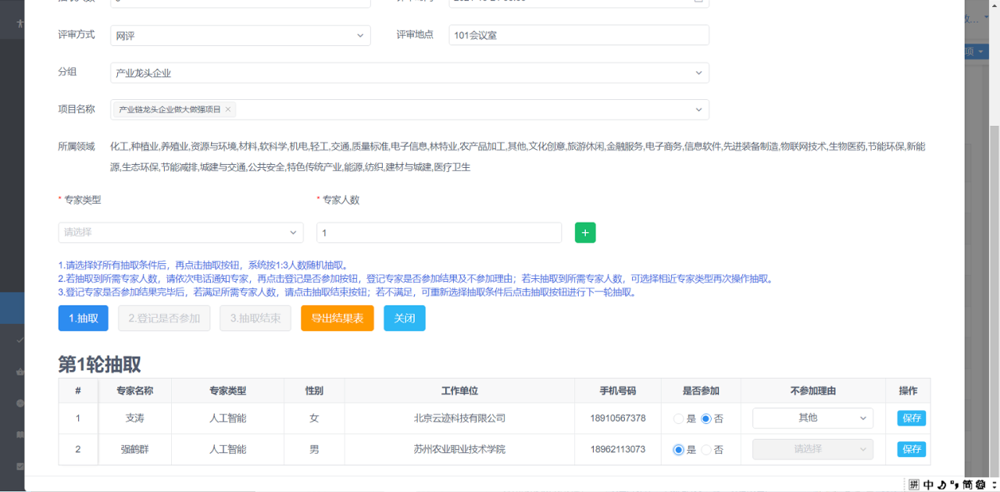 评审方式 网评 评审地点 101会议室
分组 产业龙头企业
项目名称 产业链龙头企业做大做强项目 ×
所属领域 化工,种植业,养殖业,资源与环境,材料,软科学,机电,轻工,交通,质量标准,电子信息,林特业,农产品加工,其他,文化创意,旅游休闲,金融服务,电子商务,信息软件,先进装备制造,物联网技术,生物医药,节能环保,新能
源,生态环保,节能减排,城建与交通,公共安全,特色传统产业,能源,纺织,建材与城建,医疗卫生
* 专家类型 * 专家人数
请选择 1 +
1.请选择好所有抽取条件后，再点击抽取按钮，系统按1:3人数随机抽取。
2.若抽取到所需专家人数，请依次电话通知专家，再点击登记是否参加按钮，登记专家是否参加结果及不参加理由；若未抽取到所需专家人数，可选择相近专家类型再次操作抽取。
3.登记专家是否参加结果完毕后，若满足所需专家人数，请点击抽取结束按钮；若不满足，可重新选择抽取条件后点击抽取按钮进行下一轮抽取。
1.抽取 2.登记是否参加 3.抽取结束 导出结果表 关闭
第1轮抽取
# 专家名称 专家类型 性别 工作单位 手机号码 是否参加 不参加理由 操作
1 支涛 人工智能 女 北京云迹科技有限公司 18910567378 是 否 其他 保存
2 强鹤群 人工智能 男 苏州农业职业技术学院 18962113073 是 否 请选择 保存
拼 中 简